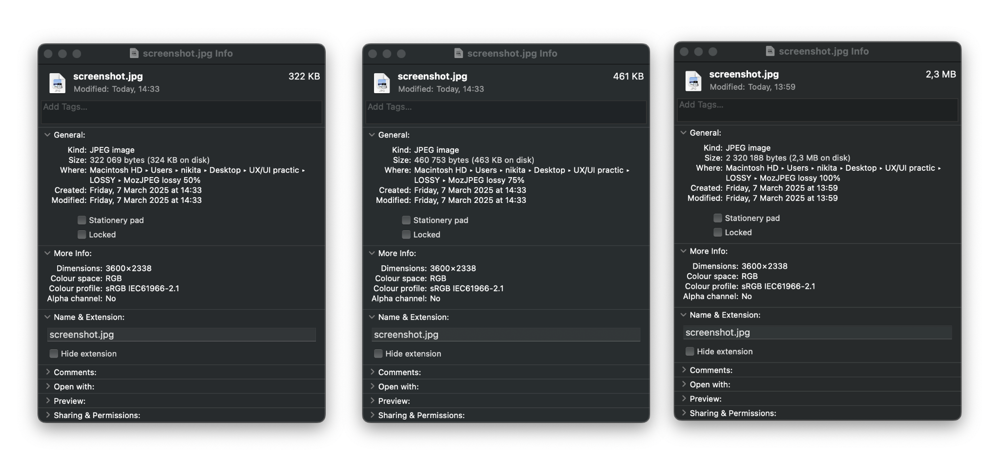 screenshot.jpg Info
screenshot.jpg
322 KB
Modified: Today, 14:33
Add Tags...
General:
Kind: JPEG image
Size: 322 069 bytes (324 KB on disk)
Where: Macintosh HD ▸ Users ▸ nikita ▸ Desktop ▸ UX/UI practic ▸
LOSSY ▸ MozJPEG lossy 50%
Created: Friday, 7 March 2025 at 14:33
Modified: Friday, 7 March 2025 at 14:33
Stationery pad
Locked
More Info:
Dimensions: 3600×2338
Colour space: RGB
Colour profile: sRGB IEC61966-2.1
Alpha channel: No
Name & Extension:
screenshot.jpg
Hide extension
Comments:
Open with:
Preview:
Sharing & Permissions:
screenshot.jpg Info
screenshot.jpg
461 KB
Modified: Today, 14:33
Add Tags...
General:
Kind: JPEG image
Size: 460 753 bytes (463 KB on disk)
Where: Macintosh HD ▸ Users ▸ nikita ▸ Desktop ▸ UX/UI practic ▸
LOSSY ▸ MozJPEG lossy 75%
Created: Friday, 7 March 2025 at 14:33
Modified: Friday, 7 March 2025 at 14:33
Stationery pad
Locked
More Info:
Dimensions: 3600×2338
Colour space: RGB
Colour profile: sRGB IEC61966-2.1
Alpha channel: No
Name & Extension:
screenshot.jpg
Hide extension
Comments:
Open with:
Preview:
Sharing & Permissions:
screenshot.jpg Info
screenshot.jpg
2,3 MB
Modified: Today, 13:59
Add Tags...
General:
Kind: JPEG image
Size: 2 320 188 bytes (2,3 MB on disk)
Where: Macintosh HD ▸ Users ▸ nikita ▸ Desktop ▸ UX/UI practic ▸
LOSSY ▸ MozJPEG lossy 100%
Created: Friday, 7 March 2025 at 13:59
Modified: Friday, 7 March 2025 at 13:59
Stationery pad
Locked
More Info:
Dimensions: 3600×2338
Colour space: RGB
Colour profile: sRGB IEC61966-2.1
Alpha channel: No
Name & Extension:
screenshot.jpg
Hide extension
Comments:
Open with:
Preview:
Sharing & Permissions: